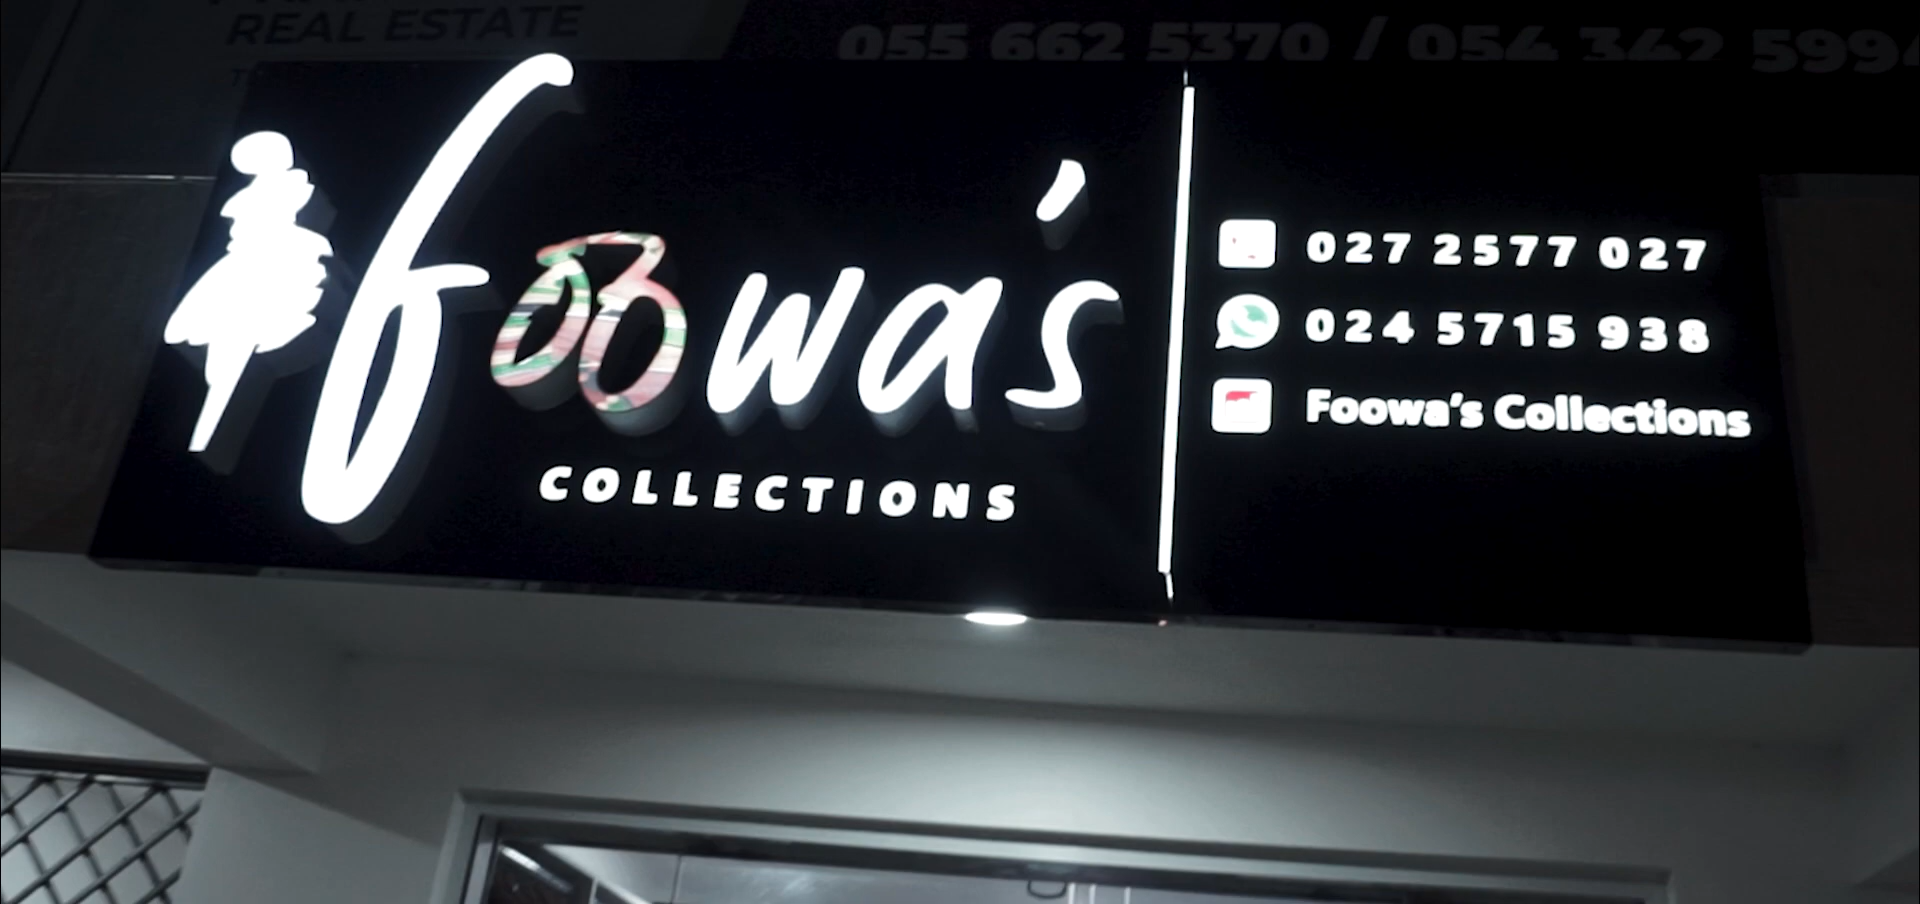 REAL ESTATE
055 662 5370 / 054 342 5994
foowa's
COLLECTIONS
027 2577 027
024 5715 938
Foowa's Collections